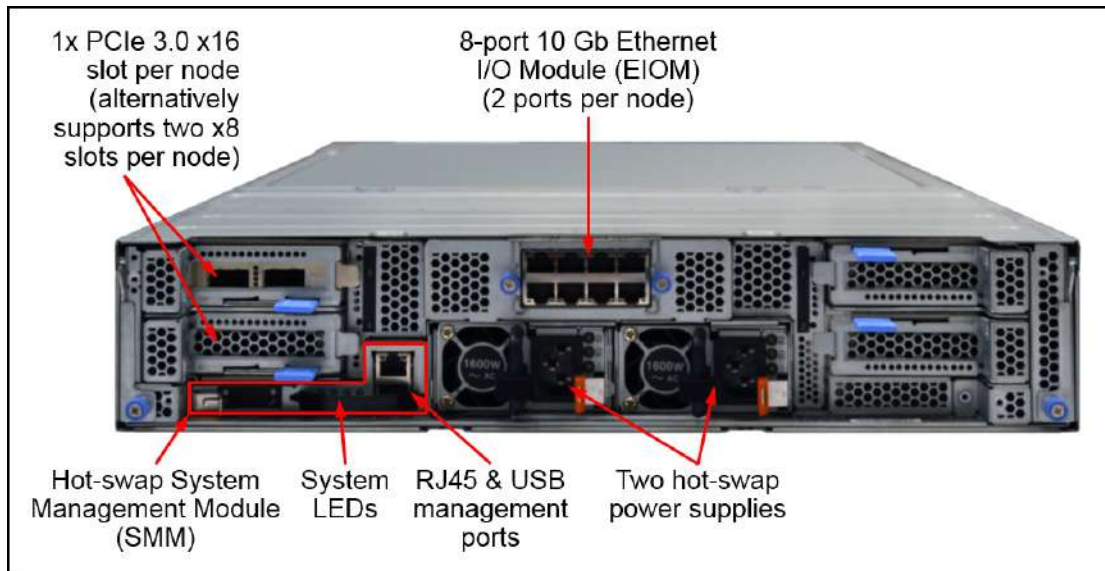 1x PCIe 3.0 x16
slot per node
(alternatively
supports two x8
slots per node)
8-port 10 Gb Ethernet
I/O Module (EIOM)
(2 ports per node)
1600W
AC
1600W
AC
Hot-swap System
Management Module
(SMM)
System
LEDs
RJ45 & USB
management
ports
Two hot-swap
power supplies